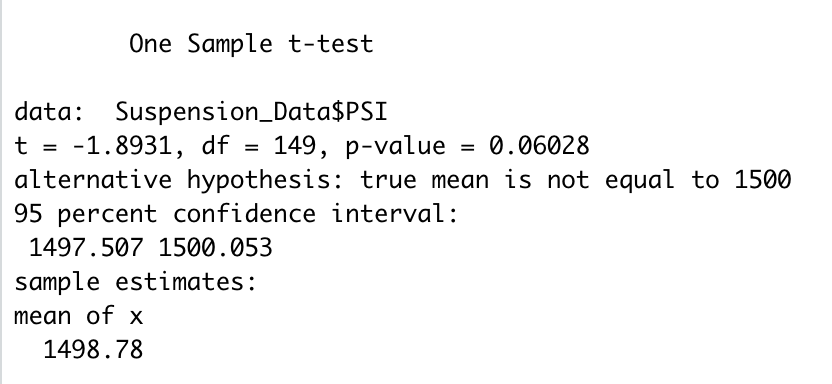 One Sample t-test
data: Suspension_Data$PSI
t = -1.8931, df = 149, p-value = 0.06028
alternative hypothesis: true mean is not equal to 1500
95 percent confidence interval:
1497.507 1500.053
sample estimates:
mean of x
1498.78